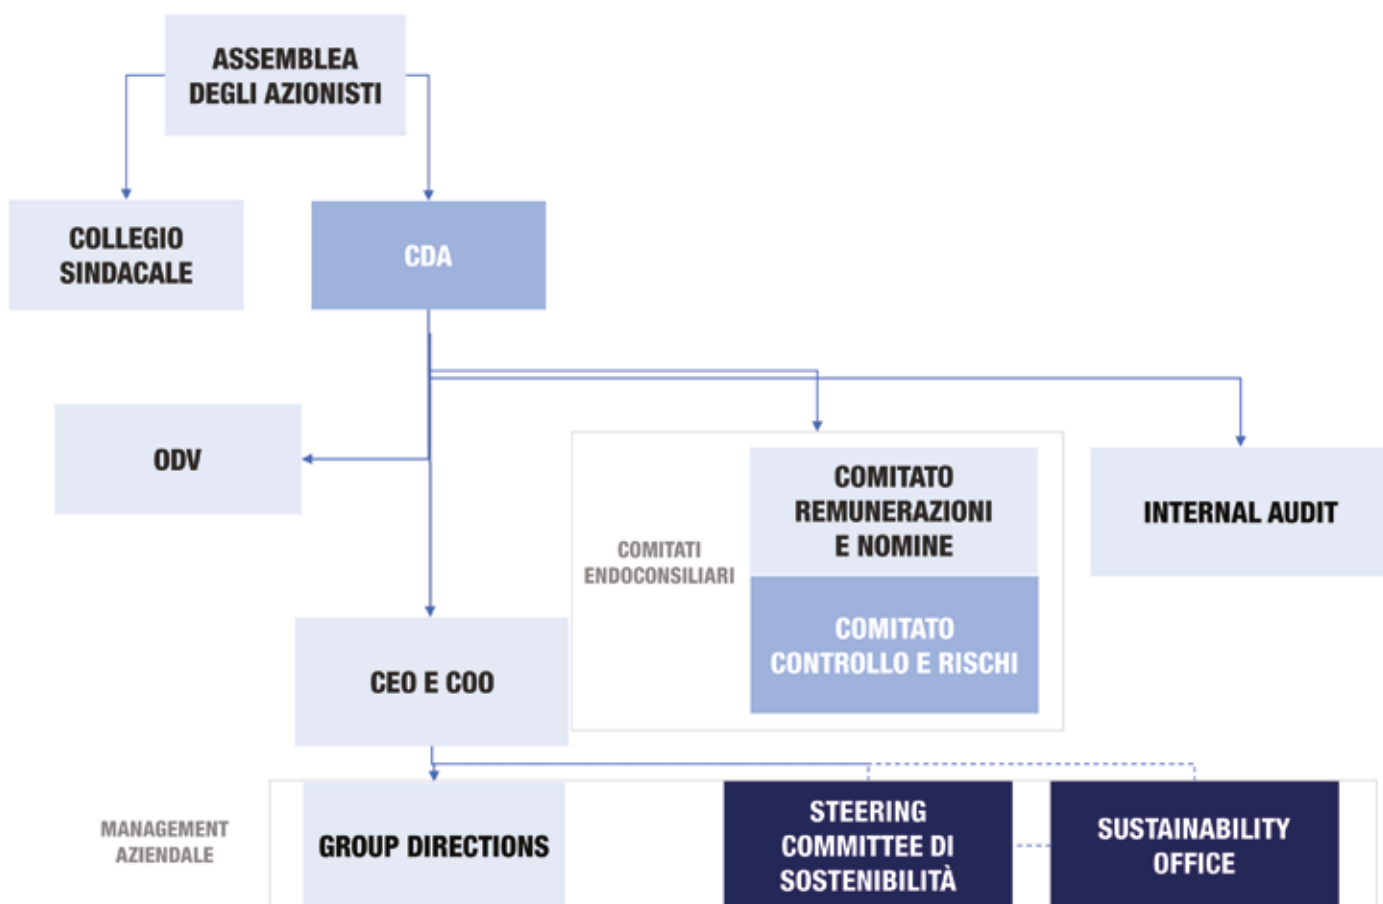 ASSEMBLEA
DEGLI AZIONISTI
COLLEGIO
SINDACALE
CDA
ODV
COMITATI
ENDOCONSILIARI
COMITATO
REMUNERAZIONI
E NOMINE
COMITATO
CONTROLLO E RISCHI
INTERNAL AUDIT
CEO E COO
MANAGEMENT
AZIENDALE
GROUP DIRECTIONS
STEERING
COMMITTEE DI
SOSTENIBILITÀ
SUSTAINABILITY
OFFICE